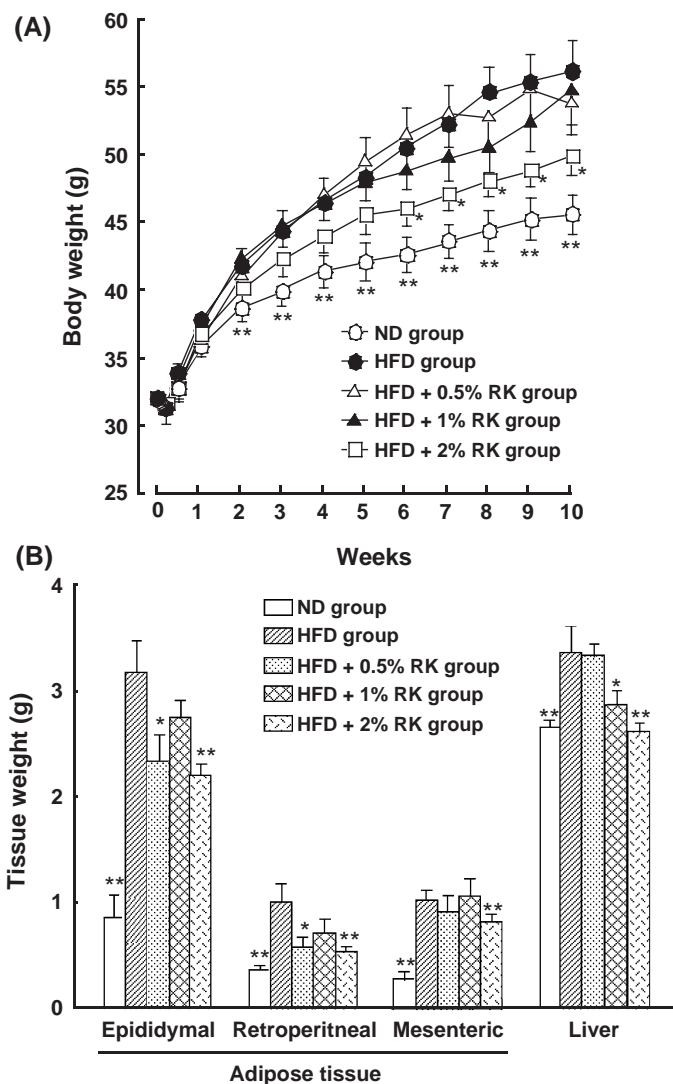 (A)
60
55
50
45
40
35
30
25
Body weight (g)
* * * * *
** ** ** ** ** ** ** ** **
ND group
HFD group
HFD + 0.5% RK group
HFD + 1% RK group
HFD + 2% RK group
0 1 2 3 4 5 6 7 8 9 10
Weeks
(B)
4
3
2
1
0
Tissue weight (g)
ND group
HFD group
HFD + 0.5% RK group
HFD + 1% RK group
HFD + 2% RK group
** * **
** * **
** **
** * **
Epididymal Retroperitneal Mesenteric Liver
Adipose tissue